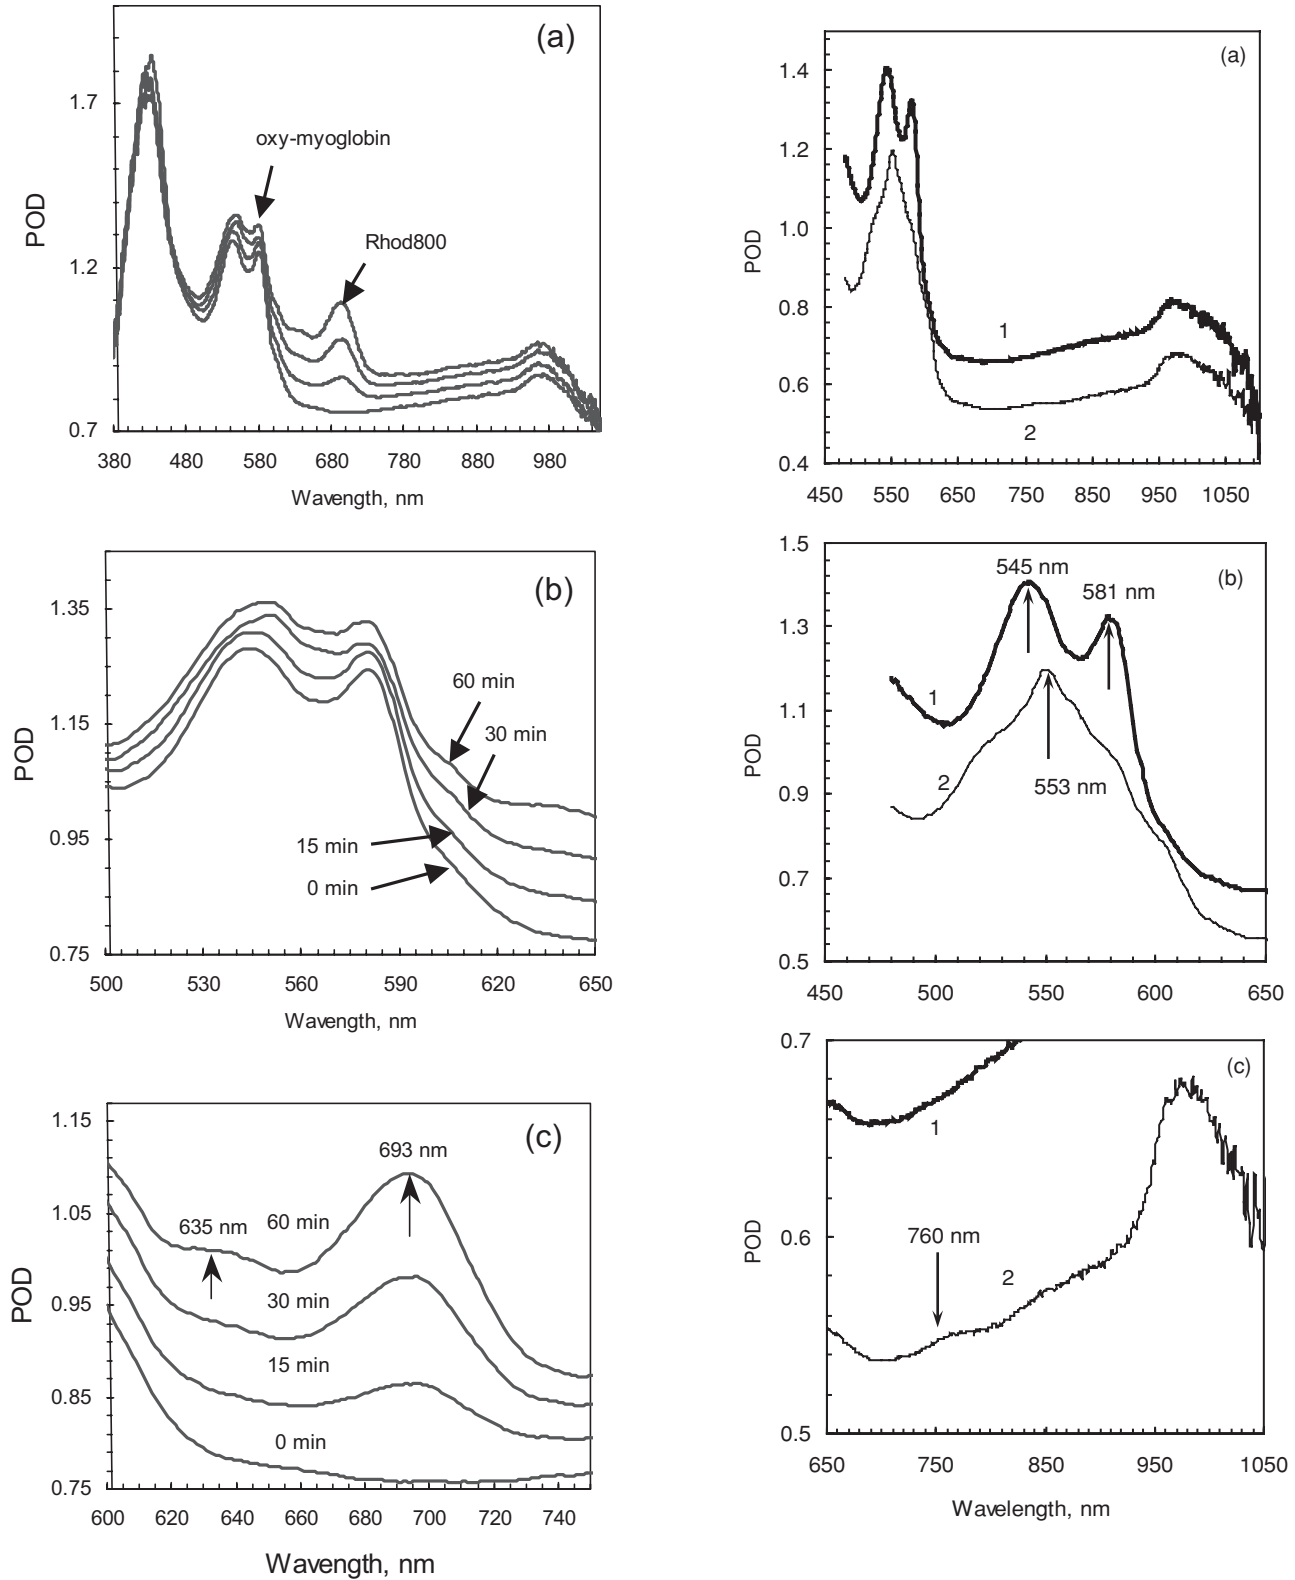 (a)
1.7
oxy-myoglobin
POD
Rhod800
1.2
0.7
380 480 580 680 780 880 980
Wavength, nm
(b)
1.35
60 min
1.15
30 min
POD
15 min
0.95
0 min
0.75
500 530 560 590 620 650
Wavength, nm
1.15
(c)
693 nm
1.05
635 nm
60 min
POD
30 min
0.95
15 min
0.85
0 min
0.75
600 620 640 660 680 700 720 740
Wavength, nm
(a)
1.4
1.2
1.0
POD
0.8
1
0.6
2
0.4
450 550 650 750 850 950 1050
1.5
545 nm
(b)
581 nm
1.3
1
1.1
POD
2
553 nm
0.9
0.7
0.5
450 500 550 600 650
0.7
(c)
1
760 nm
0.6
POD
2
0.5
650 750 850 950 1050
Wavelength, nm